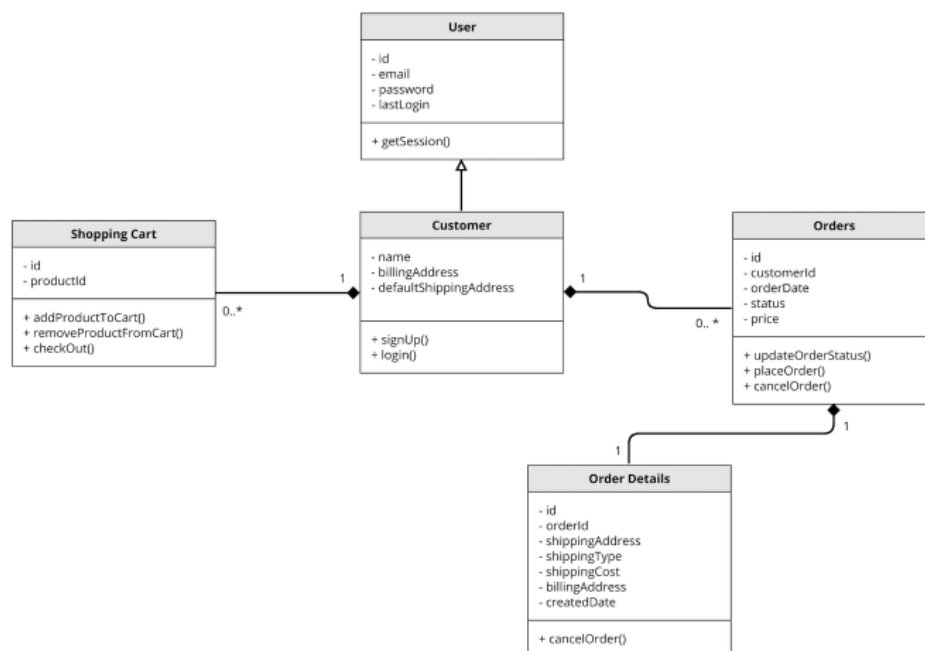 User
- id
- email
- password
- lastLogin
+ getSession()
Shopping Cart
- id
- productId
+ addProductToCart()
+ removeProductFromCart()
+ checkOut()
1
0..*
Customer
- name
- billingAddress
- defaultShippingAddress
+ signUp()
+ login()
1
0.. *
Orders
- id
- customerId
- orderDate
- status
- price
+ updateOrderStatus()
+ placeOrder()
+ cancelOrder()
1
1
Order Details
- id
- orderId
- shippingAddress
- shippingType
- shippingCost
- billingAddress
- createdDate
+ cancelOrder()